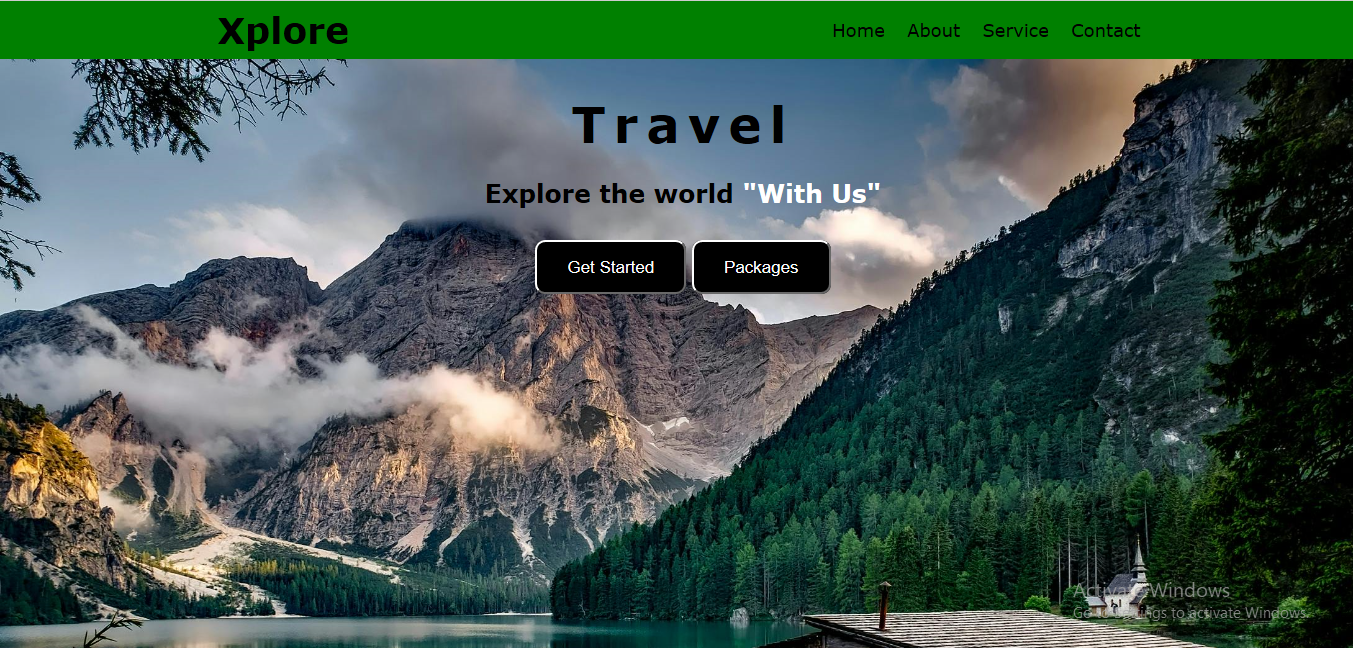 Xplore
Home About Service Contact
Travel
Explore the world "With Us"
Get Started Packages
Activate Windows
Go to Settings to activate Windows.